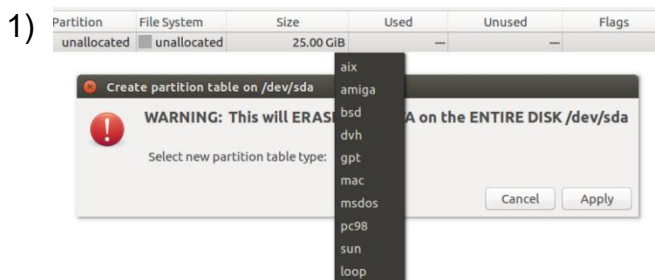 1)
Partition File System Size Used Unused Flags
unallocated unallocated 25.00 GiB — —
Create partition table on /dev/sda
WARNING: This will ERAS A on the ENTIRE DISK /dev/sda
Select new partition table type:
aix
amiga
bsd
dvh
gpt
mac
msdos
pc98
sun
loop
Cancel Apply